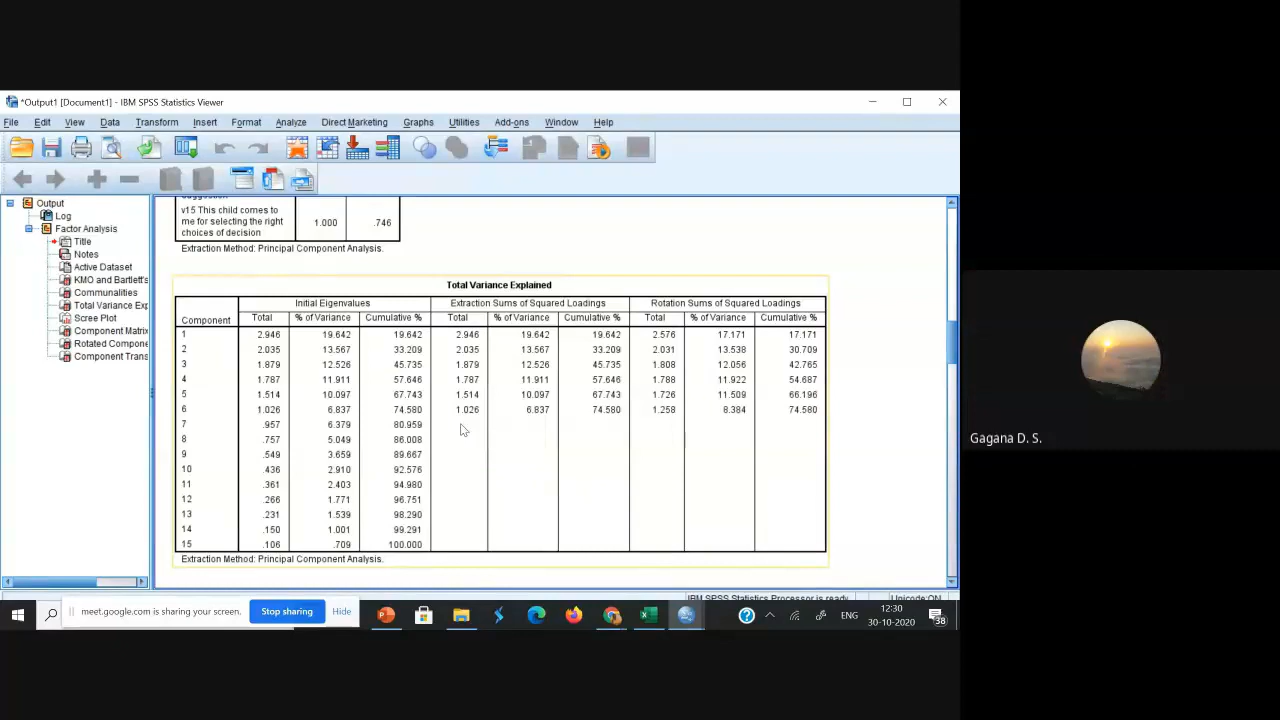 *Output1 [Document1] - IBM SPSS Statistics Viewer
File Edit View Data Transform Insert Format Analyze Direct Marketing Graphs Utilities Add-ons Window Help
Output
Log
Factor Analysis
Title
Notes
Active Dataset
KMO and Bartlett's
Communalities
Total Variance Exp
Scree Plot
Component Matrix
Rotated Compone
Component Trans
v15 This child comes to
me for selecting the right
choices of decision
1.000 .746
Extraction Method: Principal Component Analysis.
Total Variance Explained
Initial Eigenvalues Extraction Sums of Squared Loadings Rotation Sums of Squared Loadings
Component Total % of Variance Cumulative % Total % of Variance Cumulative % Total % of Variance Cumulative %
1 2.946 19.642 19.642 2.946 19.642 19.642 2.576 17.171 17.171
2 2.035 13.567 33.209 2.035 13.567 33.209 2.031 13.538 30.709
3 1.879 12.526 45.735 1.879 12.526 45.735 1.808 12.056 42.765
4 1.787 11.911 57.646 1.787 11.911 57.646 1.788 11.922 54.687
5 1.514 10.097 67.743 1.514 10.097 67.743 1.726 11.509 66.196
6 1.026 6.837 74.580 1.026 6.837 74.580 1.258 8.384 74.580
7 .957 6.379 80.959
8 .757 5.049 86.008
9 .549 3.659 89.667
10 .436 2.910 92.576
11 .361 2.403 94.980
12 .266 1.771 96.751
13 .231 1.539 98.290
14 .150 1.001 99.291
15 .106 .709 100.000
Extraction Method: Principal Component Analysis.
IBM SPSS Statistics Processor is ready Unicode:ON
meet.google.com is sharing your screen. Stop sharing Hide
ENG
12:30
30-10-2020
38
Gagana D. S.